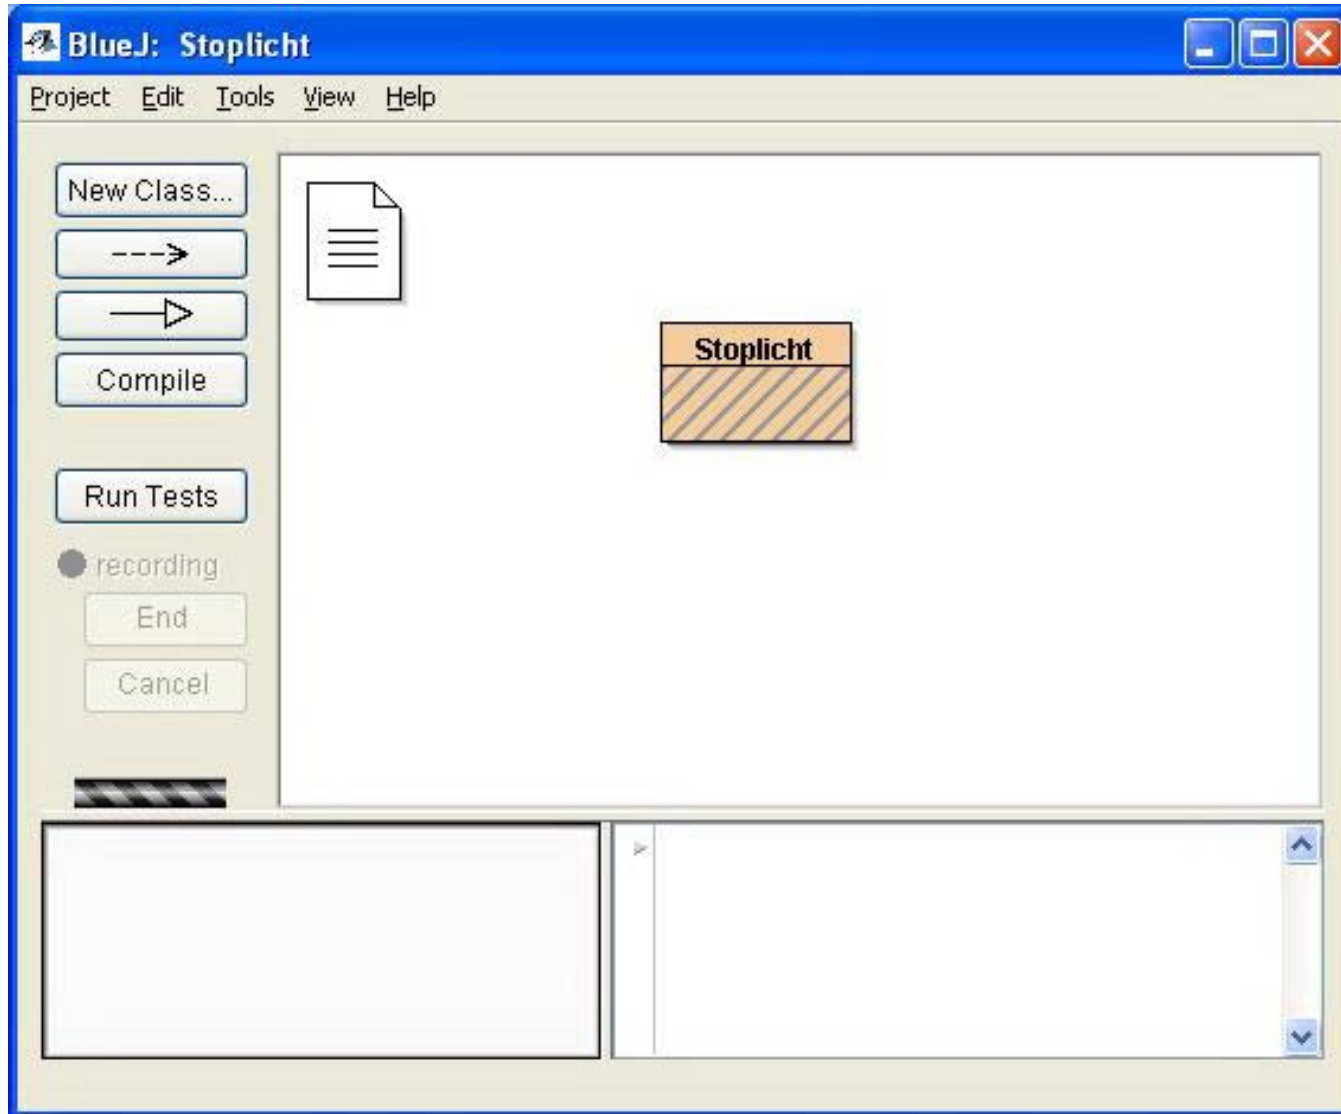 BlueJ: Stoplicht
Project Edit Tools View Help
New Class...
Compile
Run Tests
recording
End
Cancel
Stoplicht